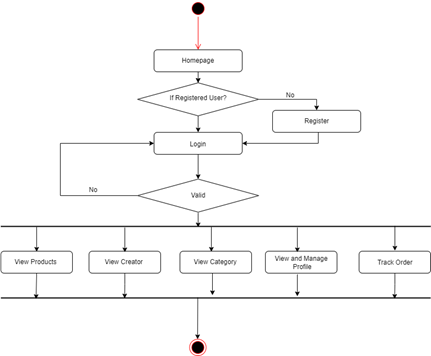 Homepage
If Registered User?
No
Register
Login
No
Valid
View Products
View Creator
View Category
View and Manage
Profile
Track Order